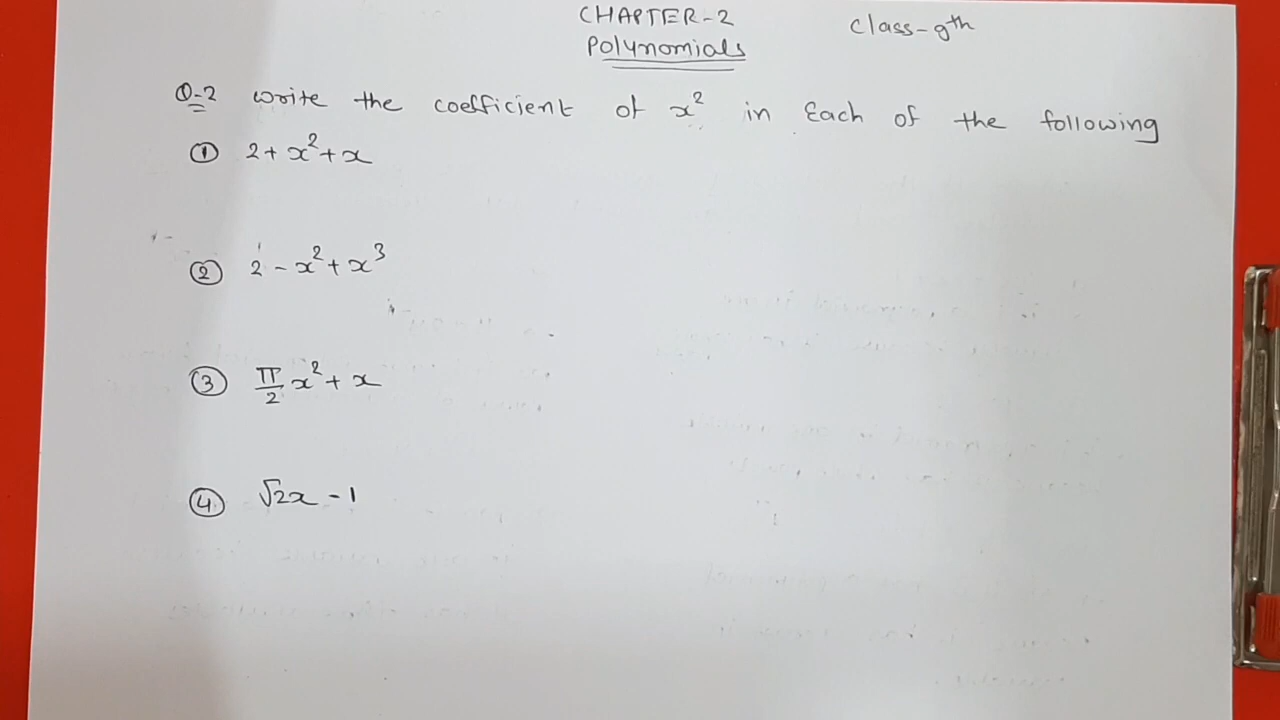 CHAPTER-2
Polynomials
Class-9th
Q-2 write the coefficient of x² in Each of the following
① 2 + x² + x
② 2 - x² + x³
③ π/2 x² + x
④ √2x - 1